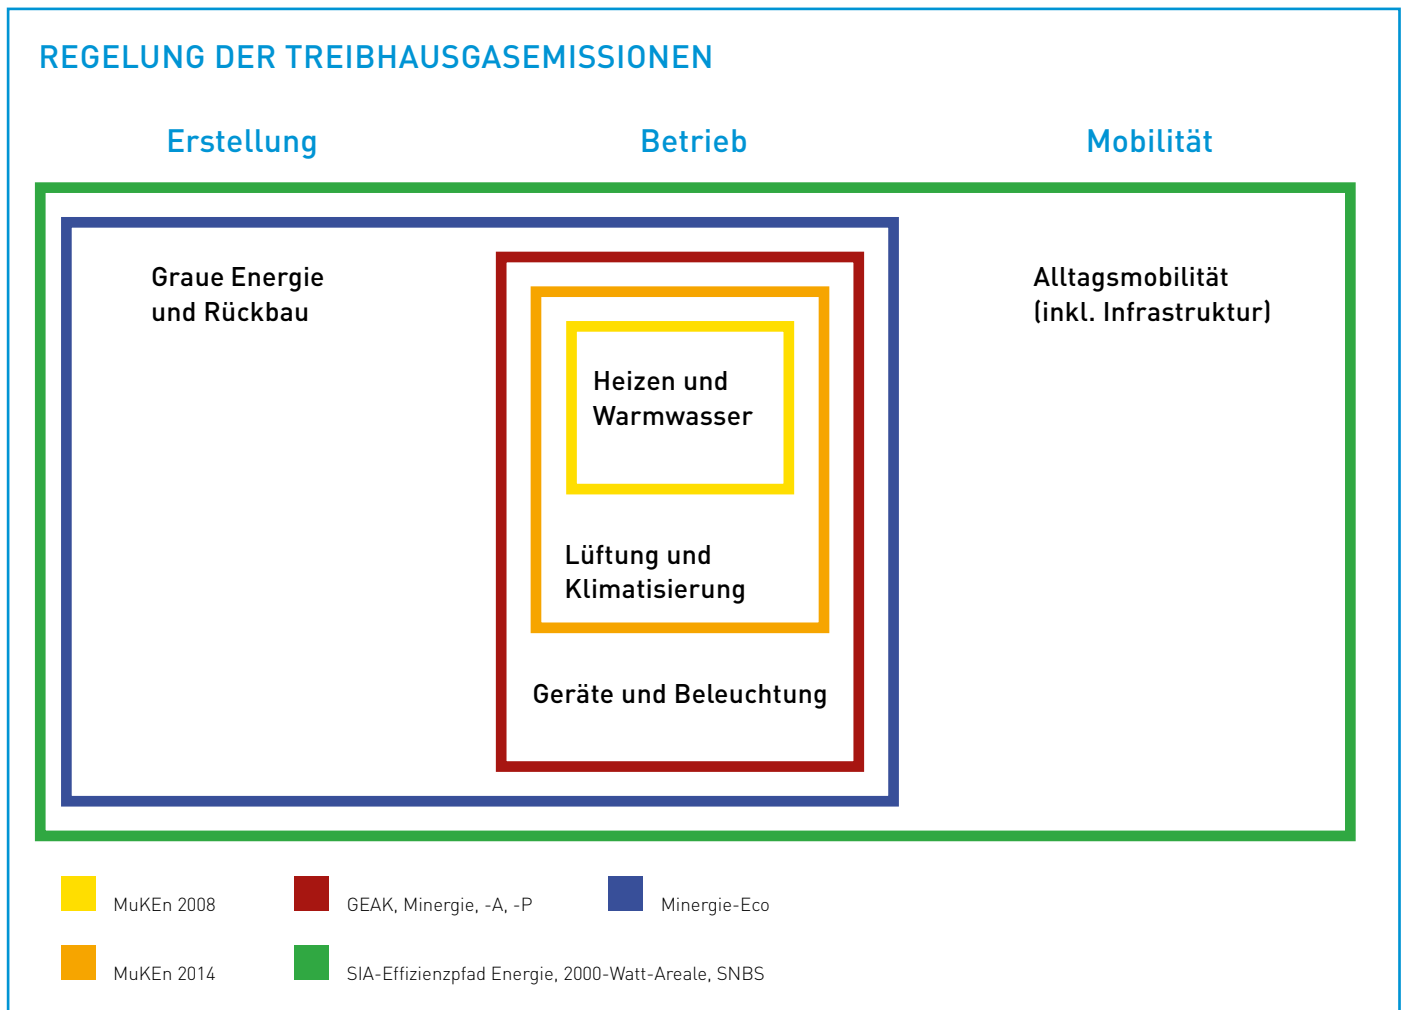 REGELUNG DER TREIBHAUSGASEMISSIONEN
Erstellung
Betrieb
Mobilität
Graue Energie
und Rückbau
Heizen und
Warmwasser
Lüftung und
Klimatisierung
Geräte und Beleuchtung
Alltagsmobilität
(inkl. Infrastruktur)
MuKEn 2008
GEAK, Minergie, -A, -P
Minergie-Eco
MuKEn 2014
SIA-Effizienzpfad Energie, 2000-Watt-Areale, SNBS